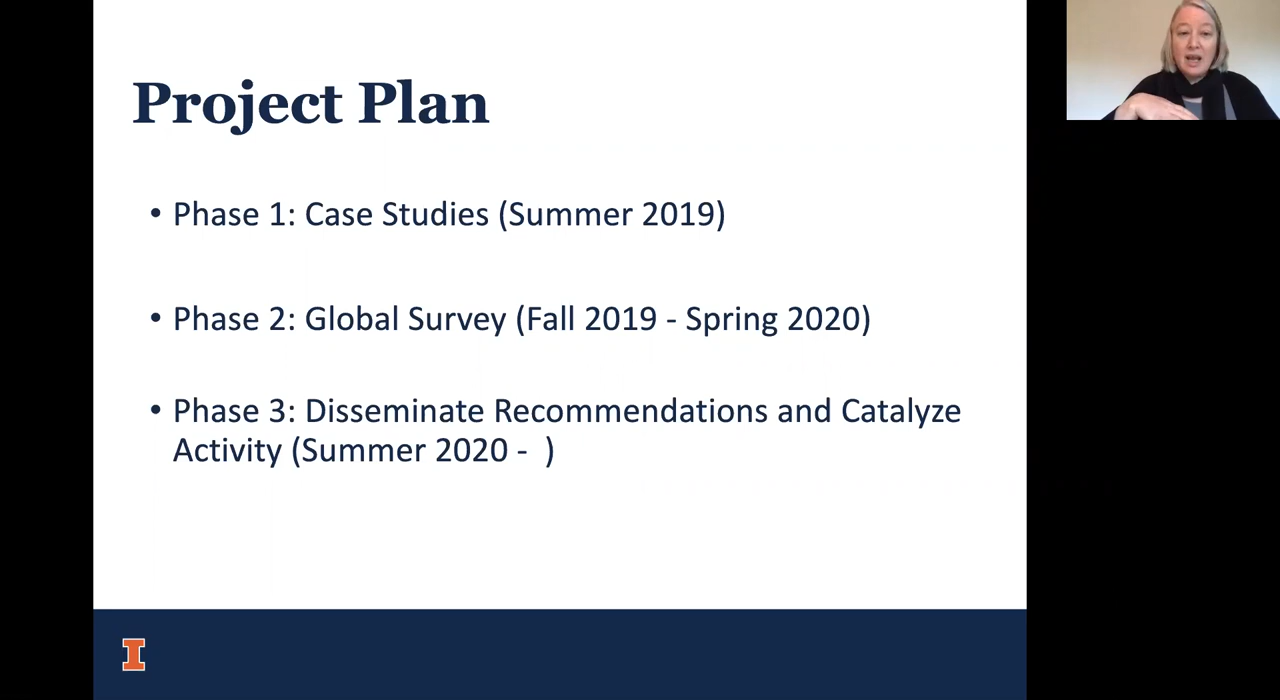 Project Plan
• Phase 1: Case Studies (Summer 2019)
• Phase 2: Global Survey (Fall 2019 - Spring 2020)
• Phase 3: Disseminate Recommendations and Catalyze
Activity (Summer 2020 -  )
I